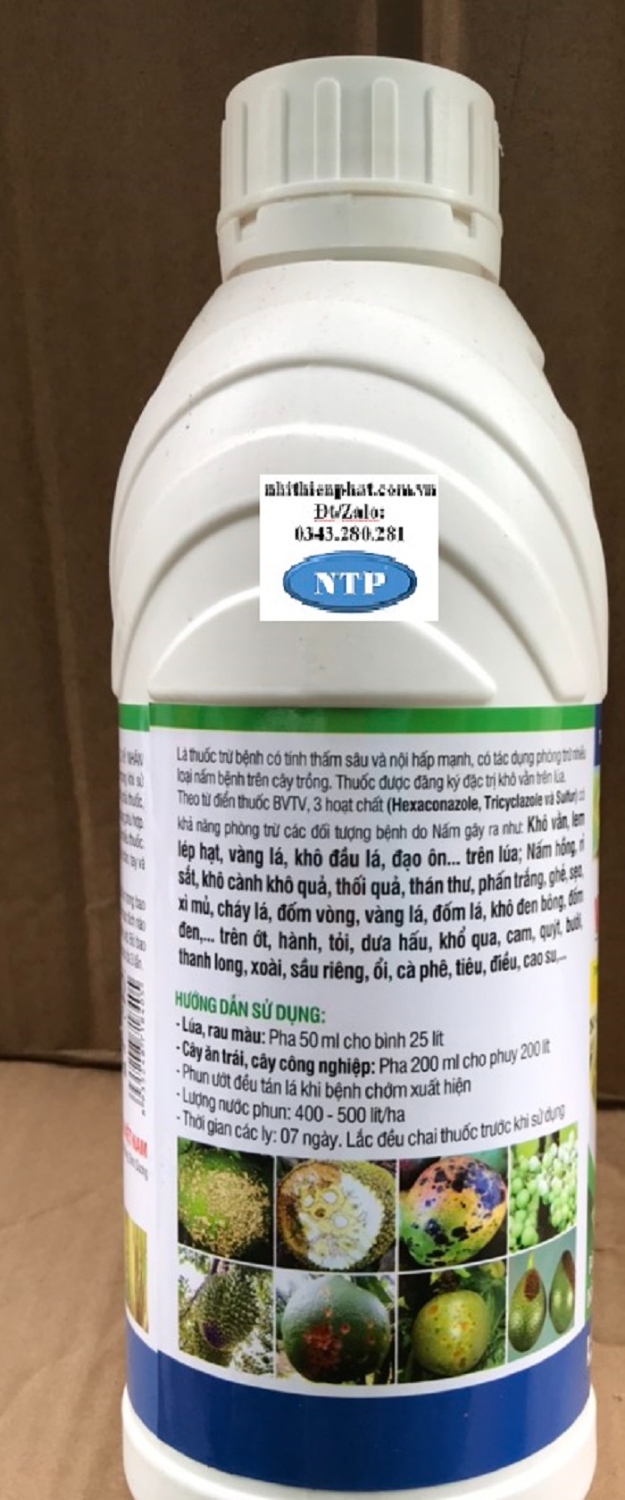 nhithienphat.com.vn
Đt/Zalo:
0343.280.281
NTP
Là thuốc trừ bệnh có tính thấm sâu và nội hấp mạnh, có tác dụng phòng trừ nhiều
loại nấm bệnh trên cây trồng. Thuốc được đăng ký đặc trị khô vằn trên lúa.
Theo từ điển thuốc BVTV, 3 hoạt chất (Hexaconazole, Tricyclazole và Sulfur) có
khả năng phòng trừ các đối tượng bệnh do Nấm gây ra như: Khô vằn, lem
lép hạt, vàng lá, khô đầu lá, đạo ôn... trên lúa; Nấm hồng, rỉ
sắt, khô cành khô quả, thối quả, thán thư, phấn trắng, ghẻ, sẹo,
xì mủ, cháy lá, đốm vòng, vàng lá, đốm lá, khô đen bông, đốm
đen,... trên ớt, hành, tỏi, dưa hấu, khổ qua, cam, quýt, bưởi,
thanh long, xoài, sầu riêng, ổi, cà phê, tiêu, điều, cao su,...
HƯỚNG DẪN SỬ DỤNG:
- Lúa, rau màu: Pha 50 ml cho bình 25 lít
- Cây ăn trái, cây công nghiệp: Pha 200 ml cho phuy 200 lít
- Phun ướt đều tán lá khi bệnh chớm xuất hiện
- Lượng nước phun: 400 - 500 lít/ha
- Thời gian các ly: 07 ngày. Lắc đều chai thuốc trước khi sử dụng
NAM